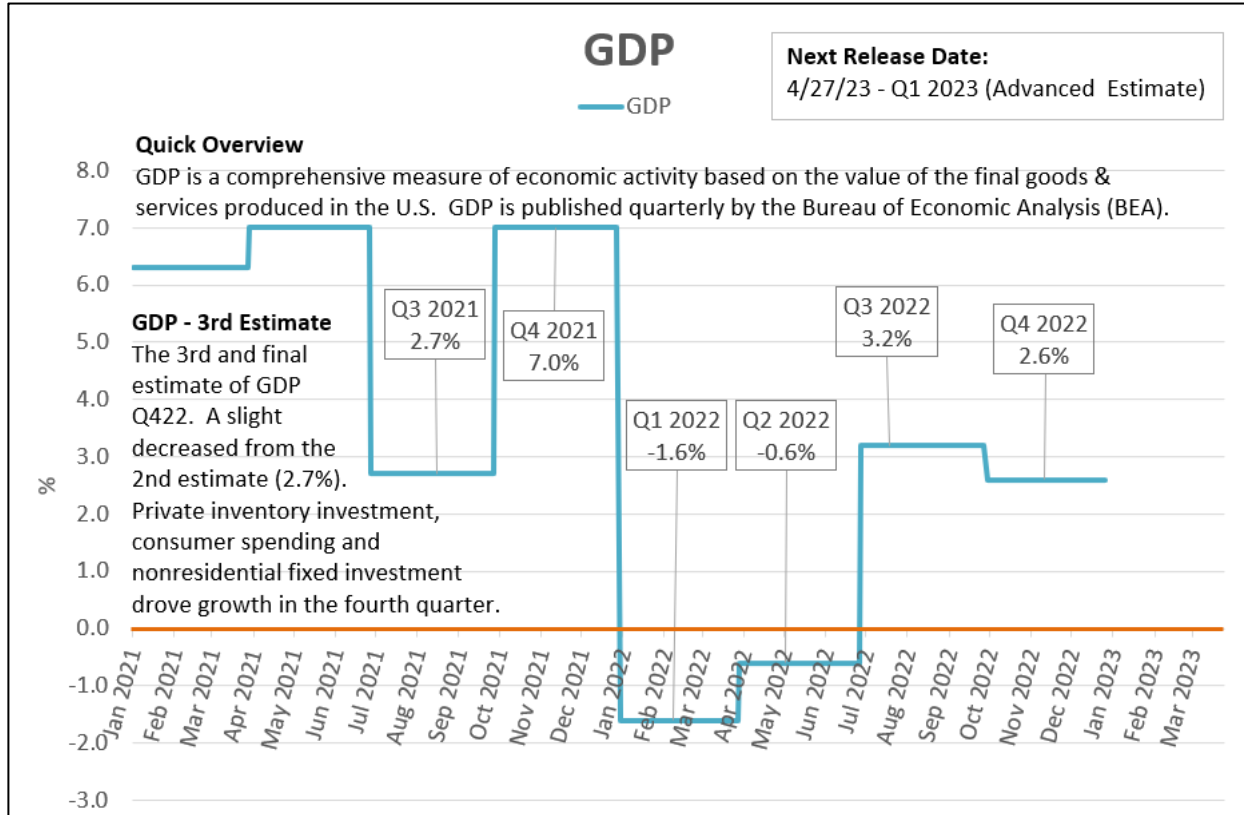 GDP
GDP
Next Release Date:
4/27/23 - Q1 2023 (Advanced Estimate)
Quick Overview
GDP is a comprehensive measure of economic activity based on the value of the final goods &
services produced in the U.S. GDP is published quarterly by the Bureau of Economic Analysis (BEA).
GDP - 3rd Estimate
The 3rd and final
estimate of GDP
Q422. A slight
decreased from the
2nd estimate (2.7%).
Private inventory investment,
consumer spending and
nonresidential fixed investment
drove growth in the fourth quarter.
Q3 2021
2.7%
Q4 2021
7.0%
Q1 2022
-1.6%
Q2 2022
-0.6%
Q3 2022
3.2%
Q4 2022
2.6%
%
8.0
7.0
6.0
5.0
4.0
3.0
2.0
1.0
0.0
-1.0
-2.0
-3.0
Jan 2021
Feb 2021
Mar 2021
Apr 2021
May 2021
Jun 2021
Jul 2021
Aug 2021
Sep 2021
Oct 2021
Nov 2021
Dec 2021
Jan 2022
Feb 2022
Mar 2022
Apr 2022
May 2022
Jun 2022
Jul 2022
Aug 2022
Sep 2022
Oct 2022
Nov 2022
Dec 2022
Jan 2023
Feb 2023
Mar 2023